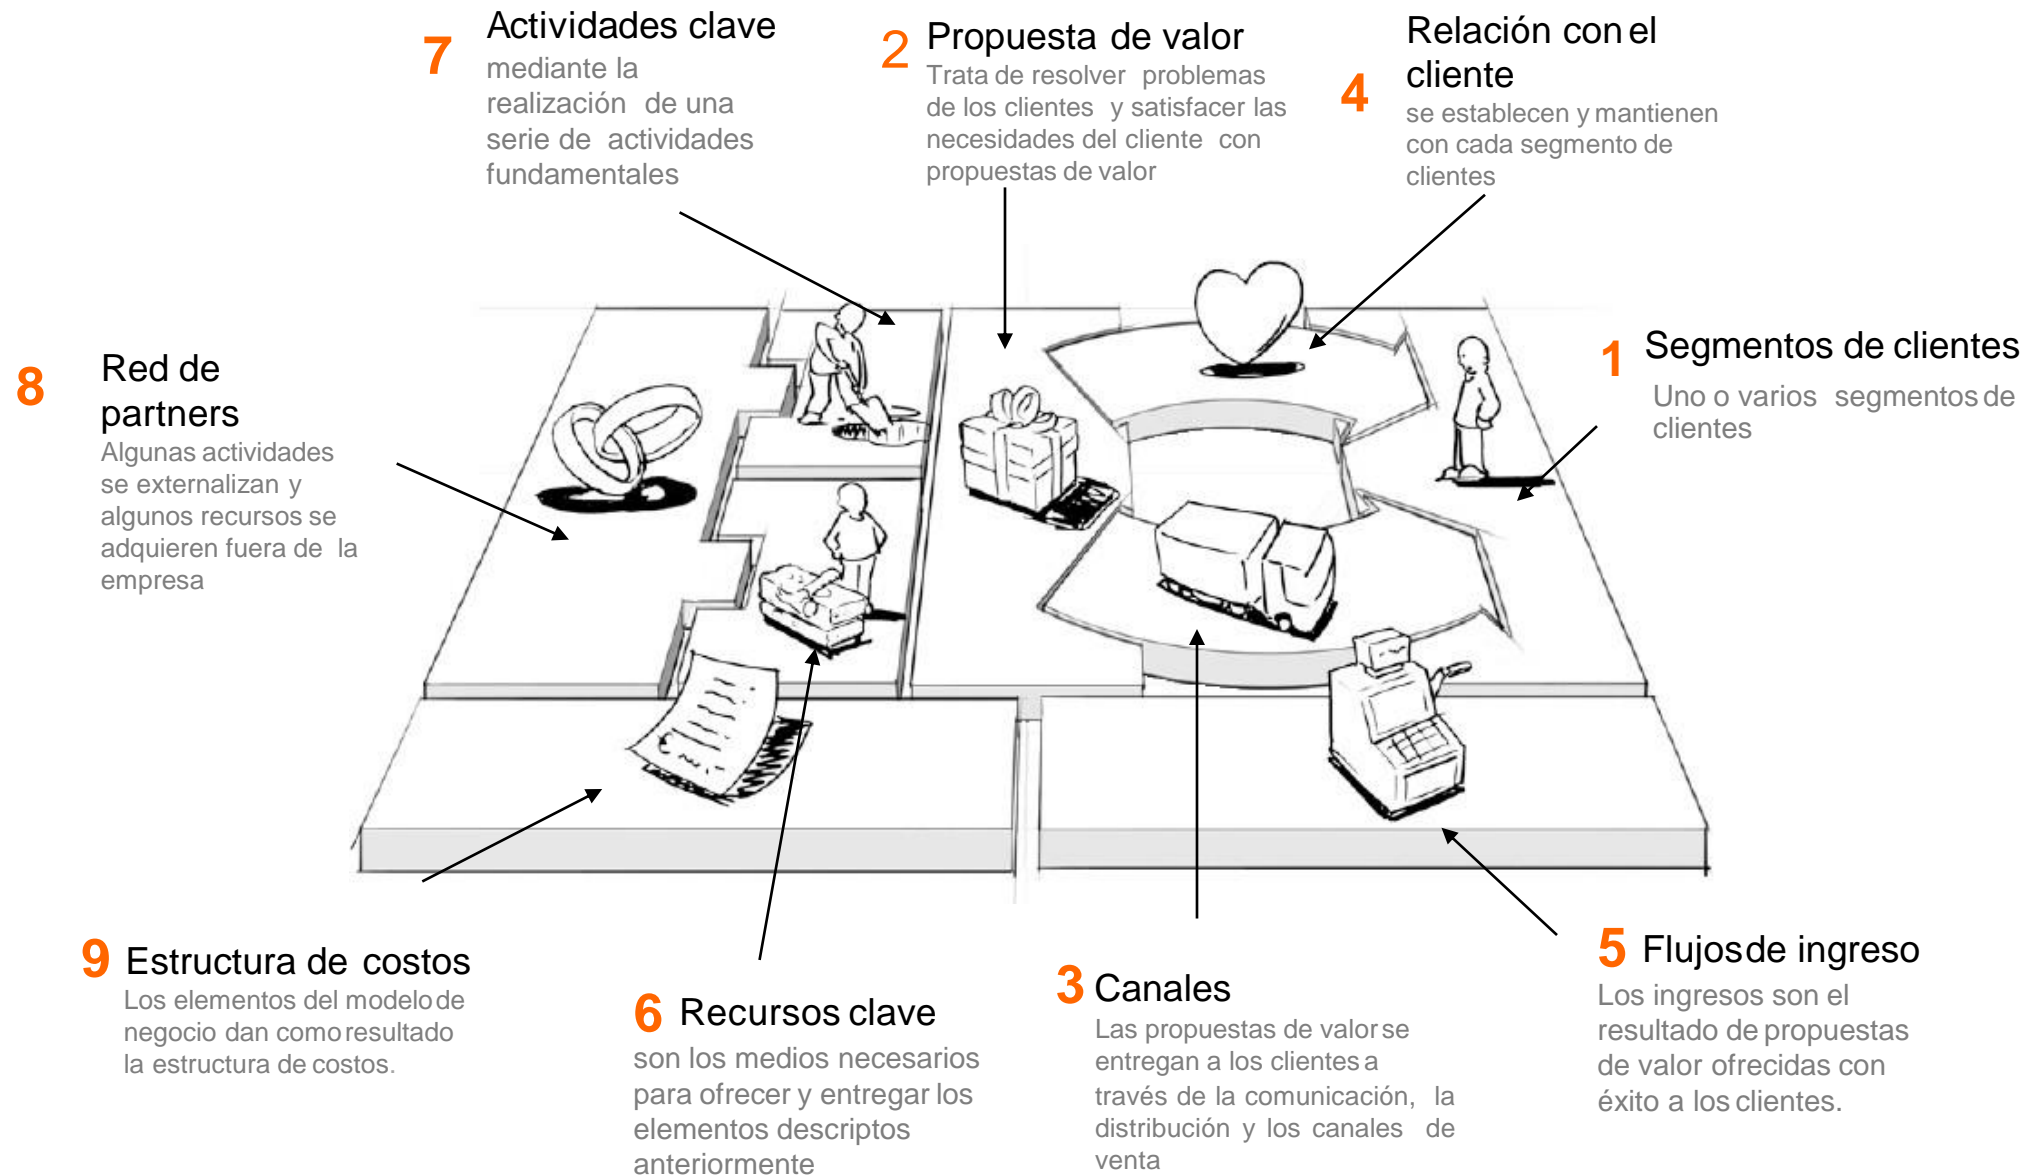 7 Actividades clave
mediante la
realización de una
serie de actividades
fundamentales
2 Propuesta de valor
Trata de resolver problemas
de los clientes y satisfacer las
necesidades del cliente con
propuestas de valor
4 Relación con el
cliente
se establecen y mantienen
con cada segmento de
clientes
8 Red de
partners
Algunas actividades
se externalizan y
algunos recursos se
adquieren fuera de la
empresa
1 Segmentos de clientes
Uno o varios segmentos de
clientes
9 Estructura de costos
Los elementos del modelo de
negocio dan como resultado
la estructura de costos.
6 Recursos clave
son los medios necesarios
para ofrecer y entregar los
elementos descriptos
anteriormente
3 Canales
Las propuestas de valor se
entregan a los clientes a
través de la comunicación, la
distribución y los canales de
venta
5 Flujos de ingreso
Los ingresos son el
resultado de propuestas
de valor ofrecidas con
éxito a los clientes.